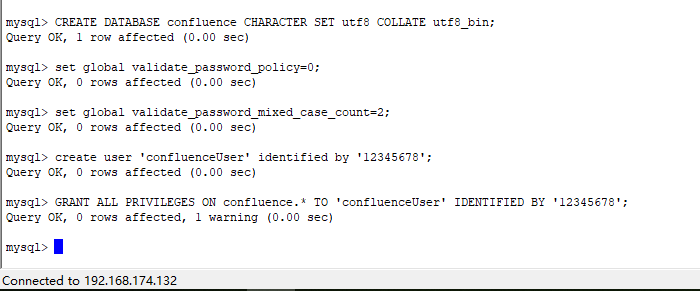 mysql> CREATE DATABASE confluence CHARACTER SET utf8 COLLATE utf8_bin;
Query OK, 1 row affected (0.00 sec)
mysql> set global validate_password_policy=0;
Query OK, 0 rows affected (0.00 sec)
mysql> set global validate_password_mixed_case_count=2;
Query OK, 0 rows affected (0.00 sec)
mysql> create user 'confluenceUser' identified by '12345678';
Query OK, 0 rows affected (0.00 sec)
mysql> GRANT ALL PRIVILEGES ON confluence.* TO 'confluenceUser' IDENTIFIED BY '12345678';
Query OK, 0 rows affected, 1 warning (0.00 sec)
mysql>
Connected to 192.168.174.132